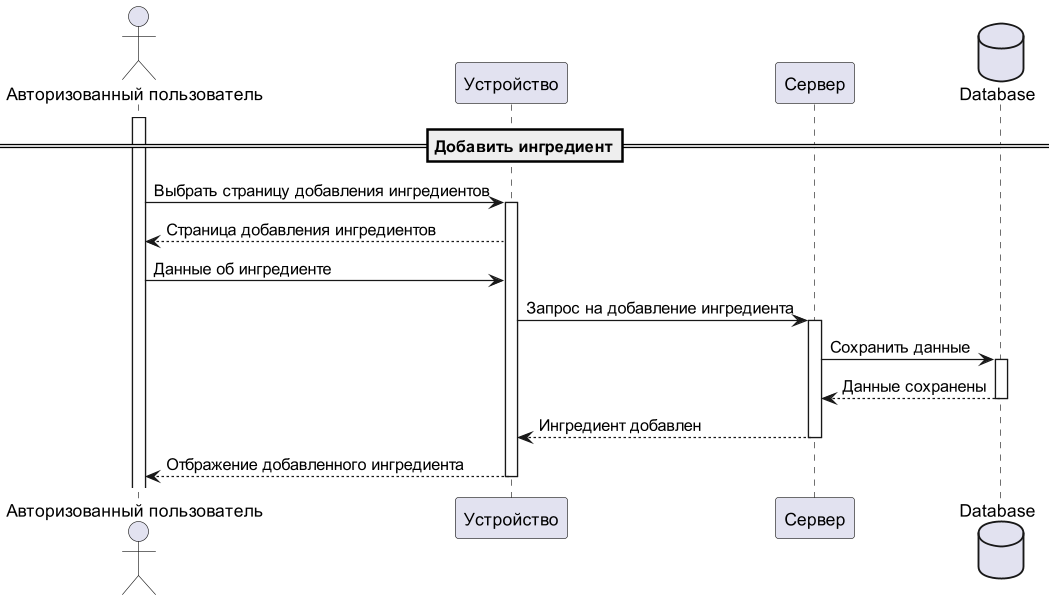 Авторизованный пользователь
Устройство
Сервер
Database
Добавить ингредиент
Выбрать страницу добавления ингредиентов
Страница добавления ингредиентов
Данные об ингредиенте
Запрос на добавление ингредиента
Сохранить данные
Данные сохранены
Ингредиент добавлен
Отбражение добавленного ингредиента
Авторизованный пользователь
Устройство
Сервер
Database